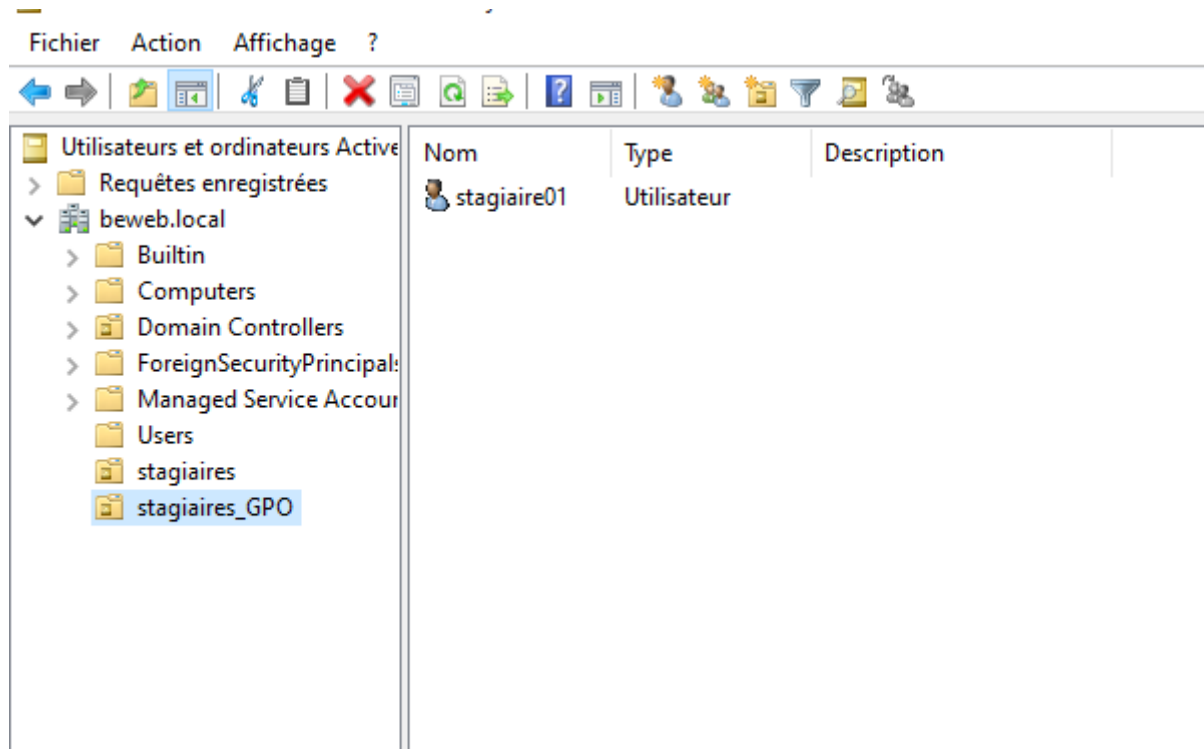 Fichier Action Affichage ?
Utilisateurs et ordinateurs Active
Nom Type Description
Requêtes enregistrées
stagiaire01 Utilisateur
beweb.local
Builtin
Computers
Domain Controllers
ForeignSecurityPrincipals
Managed Service Accour
Users
stagiaires
stagiaires_GPO